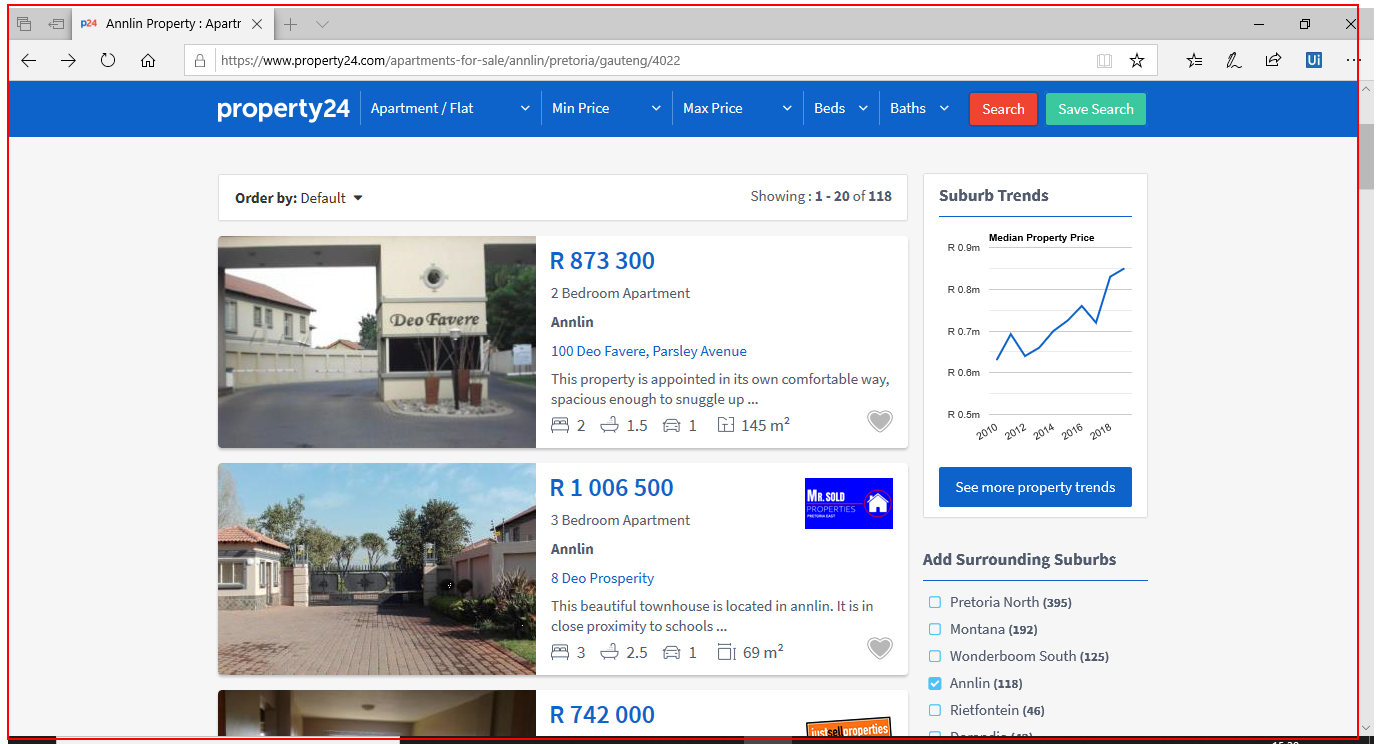 p24 Annlin Property : Apartr
https://www.property24.com/apartments-for-sale/annlin/pretoria/gauteng/4022
Ui
property24 Apartment / Flat Min Price Max Price Beds Baths Search Save Search
Order by: Default Showing : 1 - 20 of 118
Deo Favere
R 873 300
2 Bedroom Apartment
Annlin
100 Deo Favere, Parsley Avenue
This property is appointed in its own comfortable way,
spacious enough to snuggle up ...
2 1.5 1 145 m²
R 1 006 500
MR. SOLD
PROPERTIES
PRETORIA EAST
3 Bedroom Apartment
Annlin
8 Deo Prosperity
This beautiful townhouse is located in annlin. It is in
close proximity to schools ...
3 2.5 1 69 m²
R 742 000
justsellproperties
Suburb Trends
Median Property Price
R 0.9m
R 0.8m
R 0.7m
R 0.6m
R 0.5m
2010 2012 2014 2016 2018
See more property trends
Add Surrounding Suburbs
Pretoria North (395)
Montana (192)
Wonderboom South (125)
Annlin (118)
Rietfontein (46)